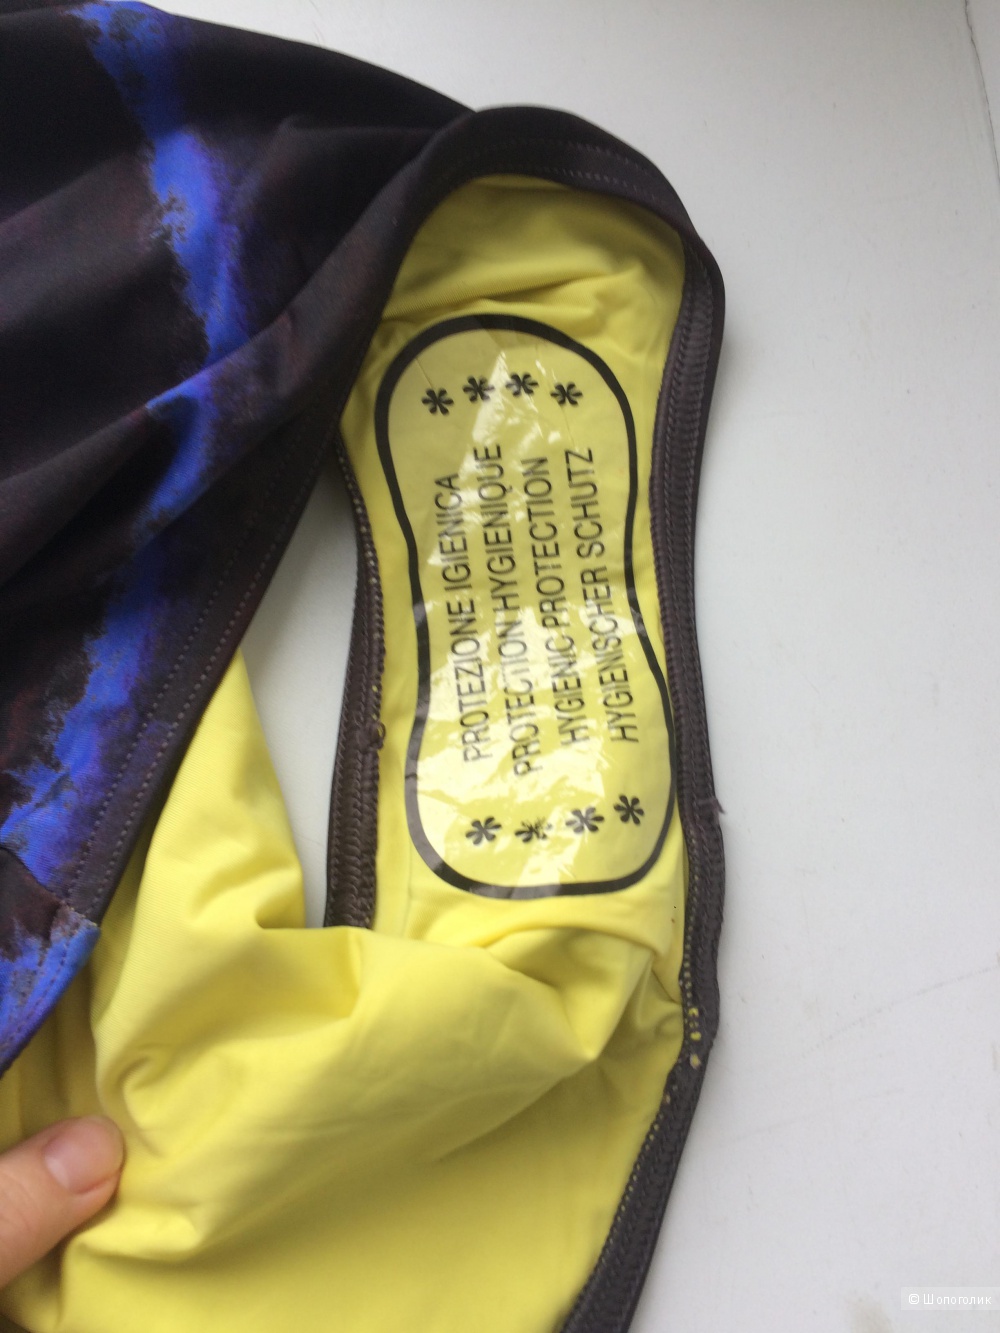 * * * *
PROTEZIONE IGIENICA
PROTECTION HYGIENIQUE
HYGIENIC PROTECTION
HYGIENISCHER SCHUTZ
* * * *
© Шопоголик